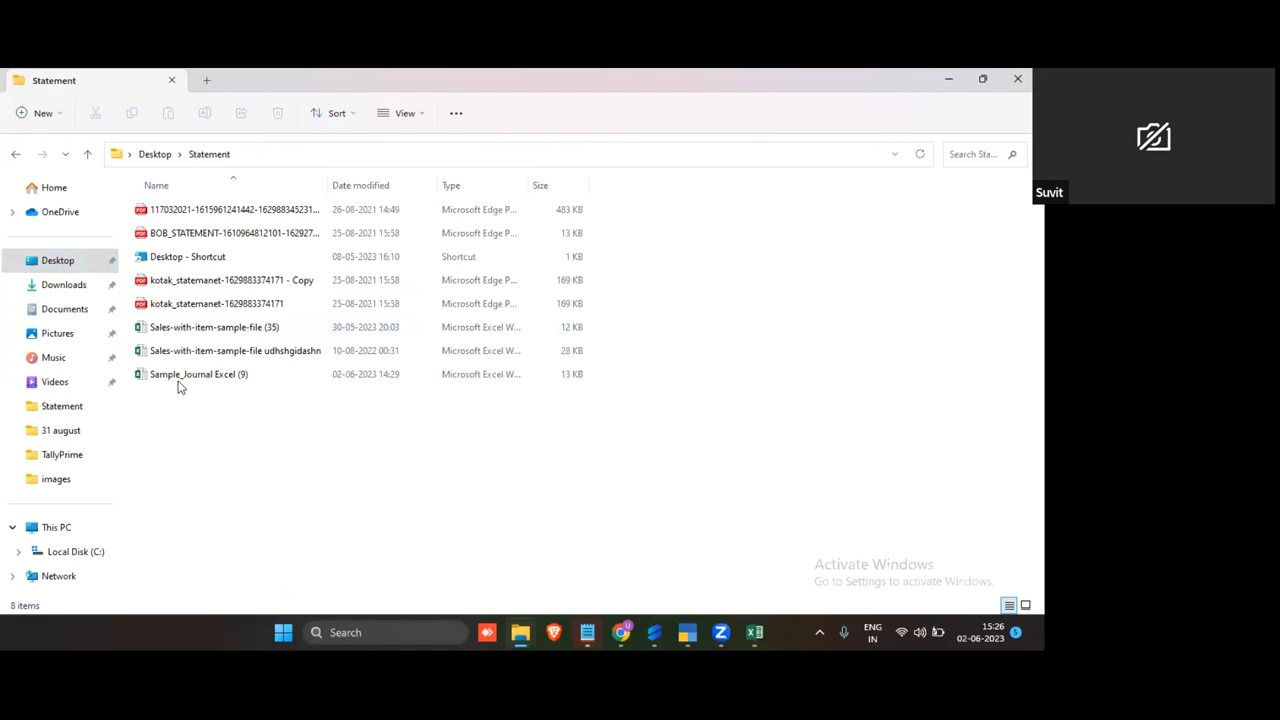 Statement
New
Sort
View
Desktop > Statement
Search Sta...
Suvit
Name Date modified Type Size
117032021-1615961241442-162988345231... 26-08-2021 14:49 Microsoft Edge P... 483 KB
BOB_STATEMENT-1610964812101-162927... 25-08-2021 15:58 Microsoft Edge P... 13 KB
Desktop - Shortcut 08-05-2023 16:10 Shortcut 1 KB
kotak_statemanet-1629883374171 - Copy 25-08-2021 15:58 Microsoft Edge P... 169 KB
kotak_statemanet-1629883374171 25-08-2021 15:58 Microsoft Edge P... 169 KB
Sales-with-item-sample-file (35) 30-05-2023 20:03 Microsoft Excel W... 12 KB
Sales-with-item-sample-file udhshgidashn 10-08-2022 00:31 Microsoft Excel W... 28 KB
Sample_Journal Excel (9) 02-06-2023 14:29 Microsoft Excel W... 13 KB
Home
OneDrive
Desktop
Downloads
Documents
Pictures
Music
Videos
Statement
31 august
TallyPrime
images
This PC
Local Disk (C:)
Network
8 items
Activate Windows
Go to Settings to activate Windows.
Search
ENG
IN
15:26
02-06-2023
5